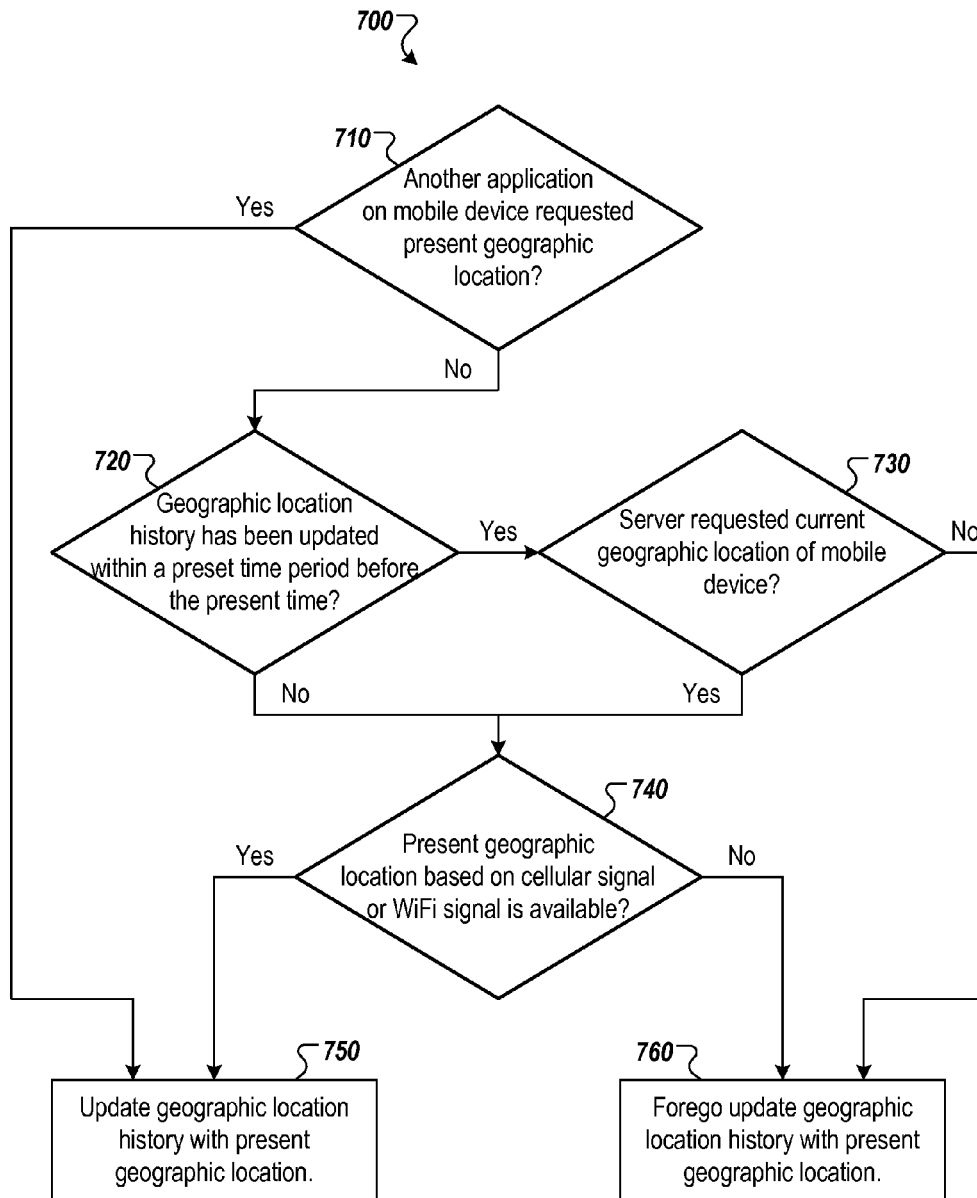 700
710
Another application
on mobile device requested
present geographic
location?
Yes
No
720
Geographic location
history has been updated
within a preset time period before
the present time?
Yes
730
Server requested current
geographic location of mobile
device?
No
No
Yes
740
Present geographic
location based on cellular signal
or WiFi signal is available?
Yes
No
750
Update geographic location
history with present
geographic location.
760
Forego update geographic
location history with present
geographic location.